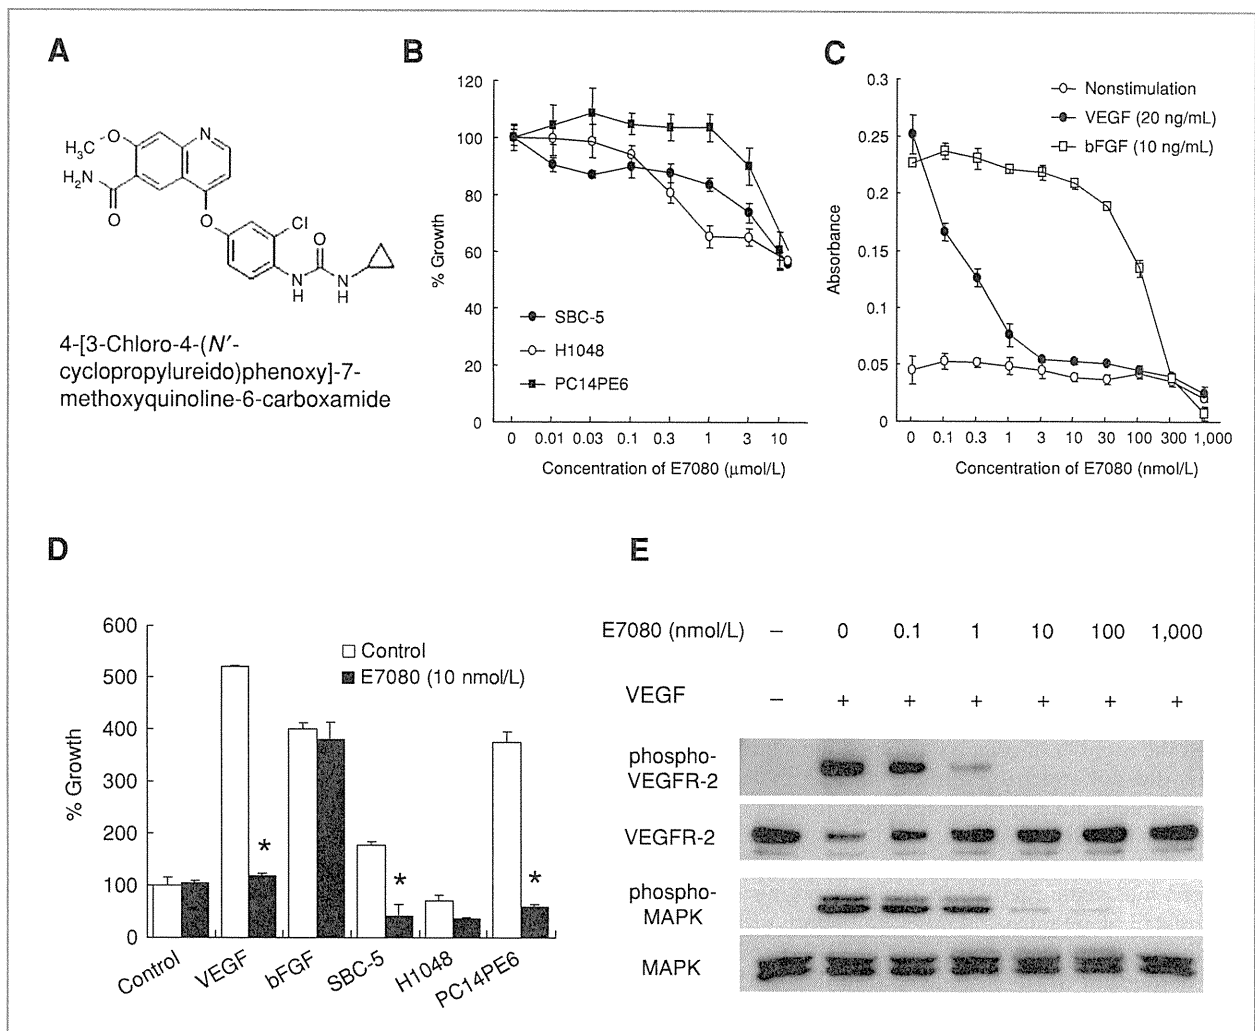 A
N
O
H₃C
H₂N
O
O
Cl
O
N
H
N
H
4-[3-Chloro-4-(N′-
cyclopropylureido)phenoxy]-7-
methoxyquinoline-6-carboxamide
B
120
100
80
60
40
20
0
% Growth
SBC-5
H1048
PC14PE6
0 0.01 0.03 0.1 0.3 1 3 10
Concentration of E7080 (μmol/L)
C
0.3
0.25
0.2
0.15
0.1
0.05
0
Absorbance
Nonstimulation
VEGF (20 ng/mL)
bFGF (10 ng/mL)
0 0.1 0.3 1 3 10 30 100 300 1,000
Concentration of E7080 (nmol/L)
D
600
500
400
300
200
100
0
% Growth
Control
E7080 (10 nmol/L)
* * *
Control VEGF bFGF SBC-5 H1048 PC14PE6
E
E7080 (nmol/L) – 0 0.1 1 10 100 1,000
VEGF – + + + + + +
phospho-
VEGFR-2
VEGFR-2
phospho-
MAPK
MAPK